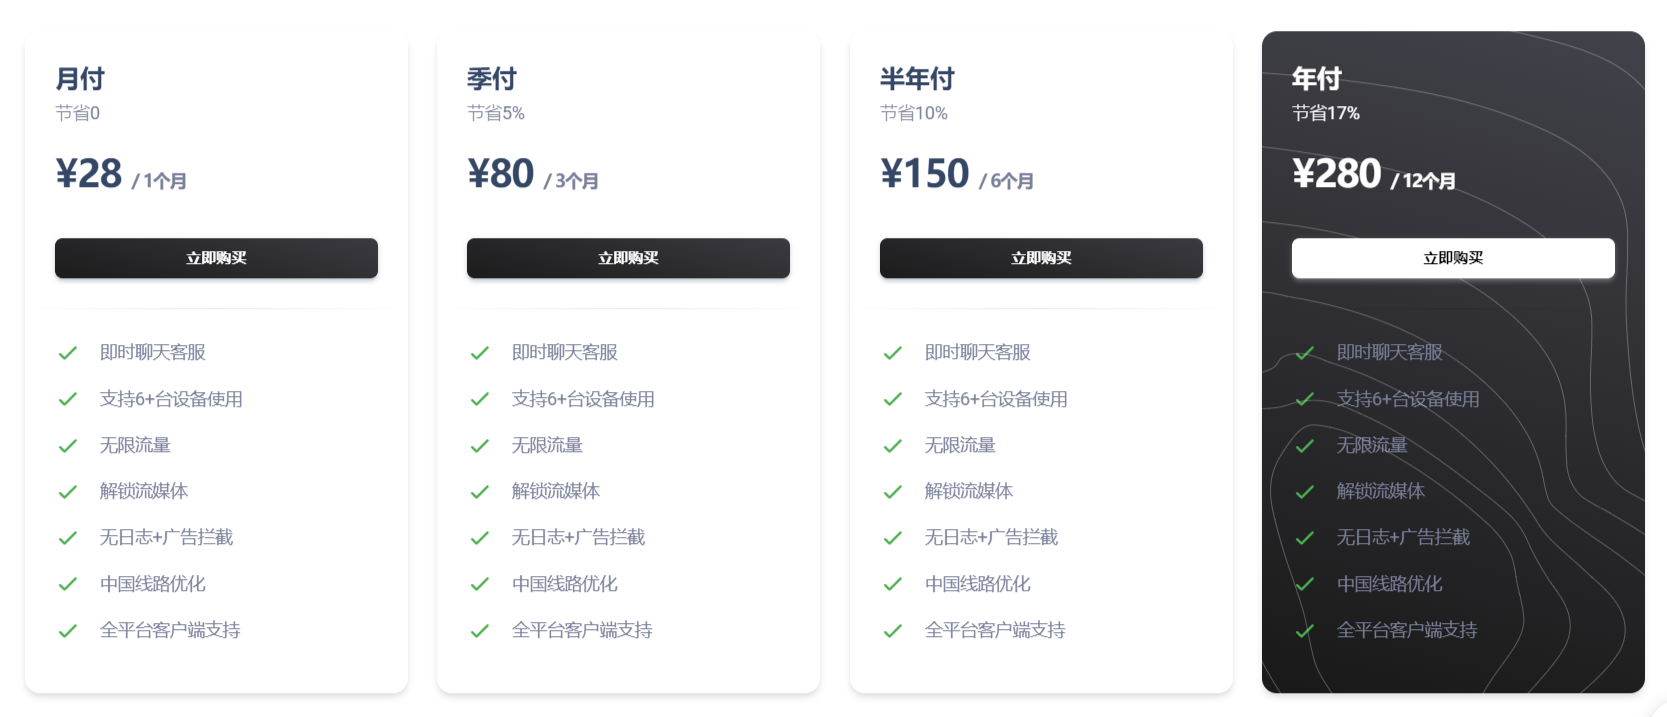 月付
节省0
¥28 / 1个月
立即购买
即时聊天客服
支持6+台设备使用
无限流量
解锁流媒体
无日志+广告拦截
中国线路优化
全平台客户端支持
季付
节省5%
¥80 / 3个月
立即购买
即时聊天客服
支持6+台设备使用
无限流量
解锁流媒体
无日志+广告拦截
中国线路优化
全平台客户端支持
半年付
节省10%
¥150 / 6个月
立即购买
即时聊天客服
支持6+台设备使用
无限流量
解锁流媒体
无日志+广告拦截
中国线路优化
全平台客户端支持
年付
节省17%
¥280 / 12个月
立即购买
即时聊天客服
支持6+台设备使用
无限流量
解锁流媒体
无日志+广告拦截
中国线路优化
全平台客户端支持